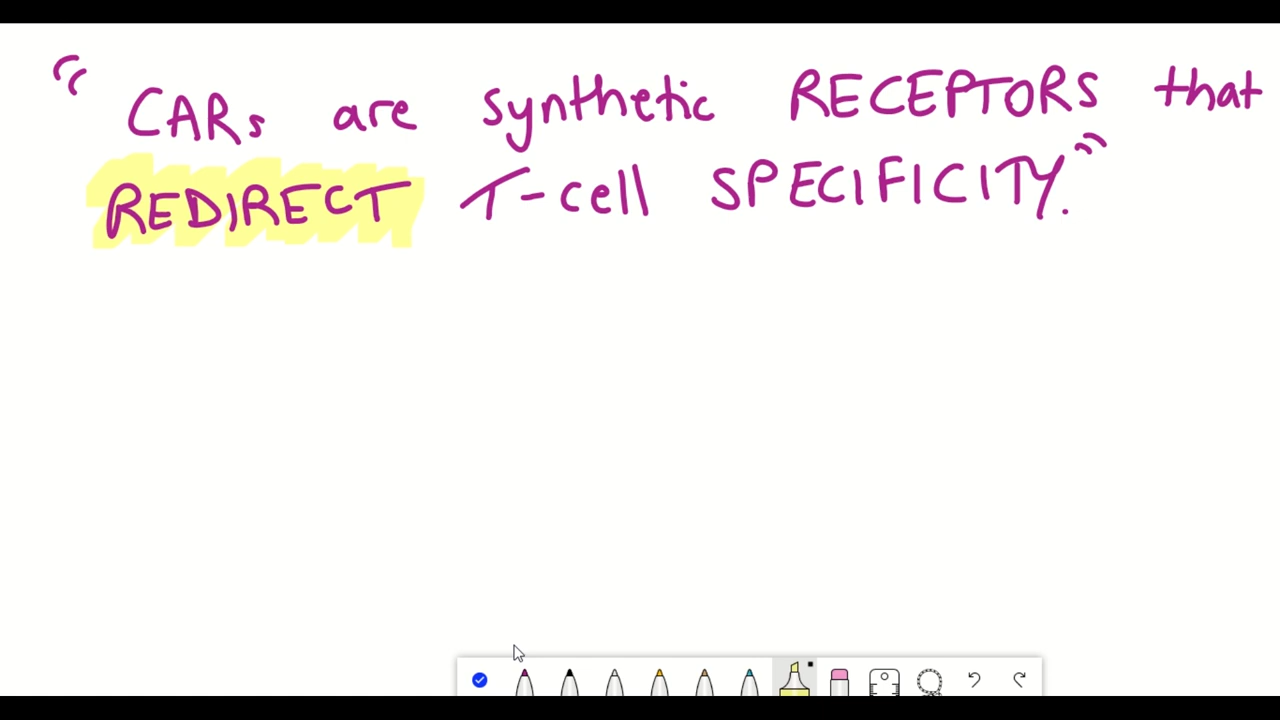 "CARs are synthetic RECEPTORS that
REDIRECT T-cell SPECIFICITY."